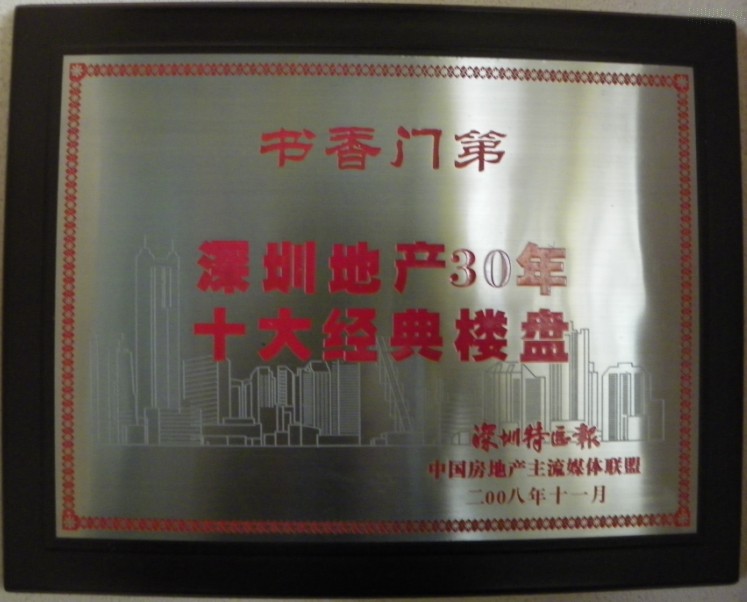 书香门第
深圳地产30年
十大经典楼盘
深圳特区报
中国房地产主流媒体联盟
二00八年十一月